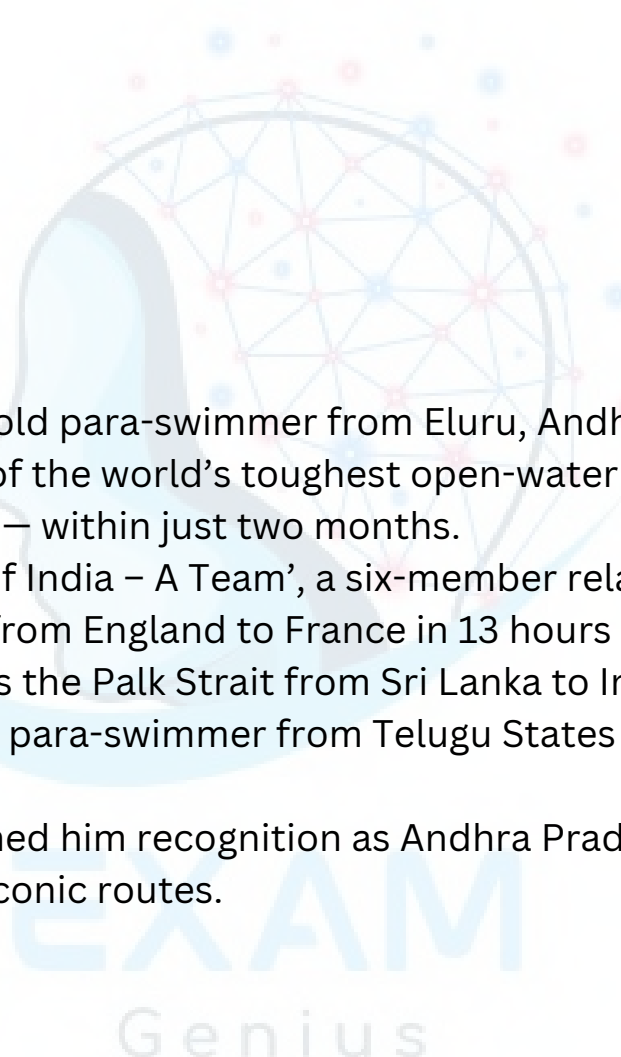 old para-swimmer from Eluru, Andh
of the world’s toughest open-water
— within just two months.
f India – A Team’, a six-member rela
from England to France in 13 hours
s the Palk Strait from Sri Lanka to In
para-swimmer from Telugu States
ned him recognition as Andhra Prad
conic routes.
EXAM
Genius